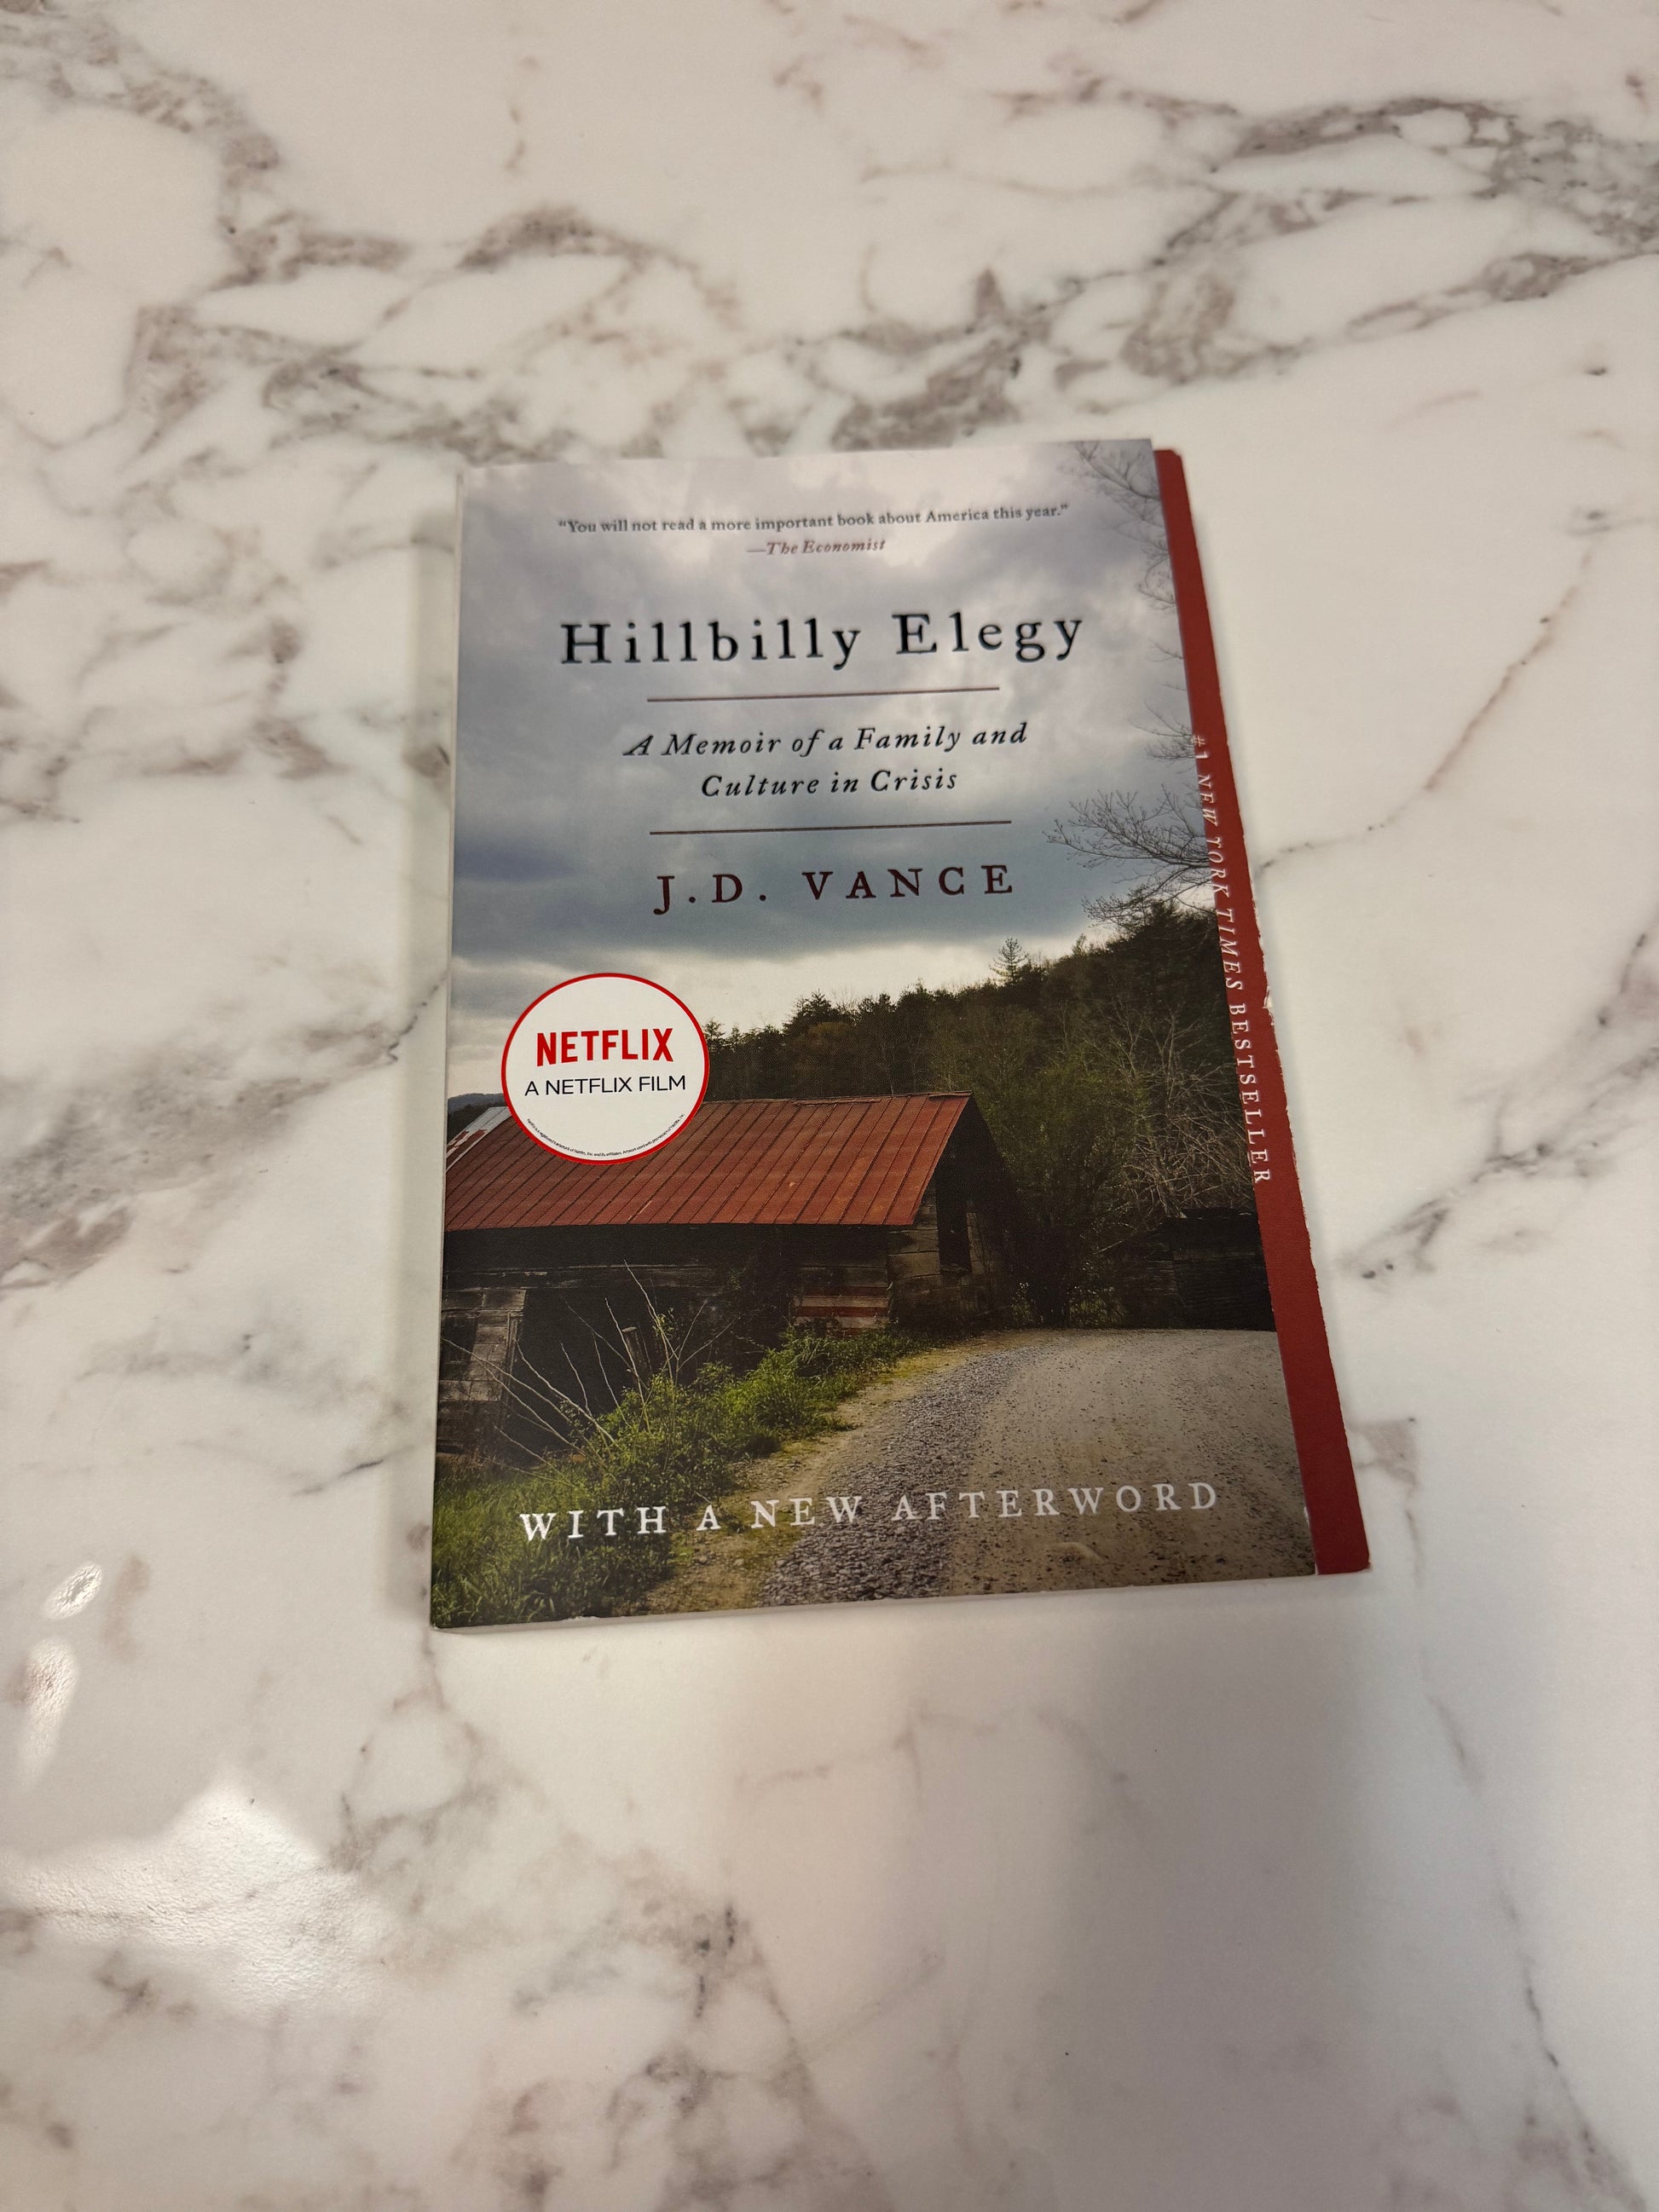 “You will not read a more important book about America this year.”
—The Economist
Hillbilly Elegy
A Memoir of a Family and
Culture in Crisis
J.D. VANCE
NETFLIX
A NETFLIX FILM
WITH A NEW AFTERWORD
#1 NEW YORK TIMES BESTSELLER